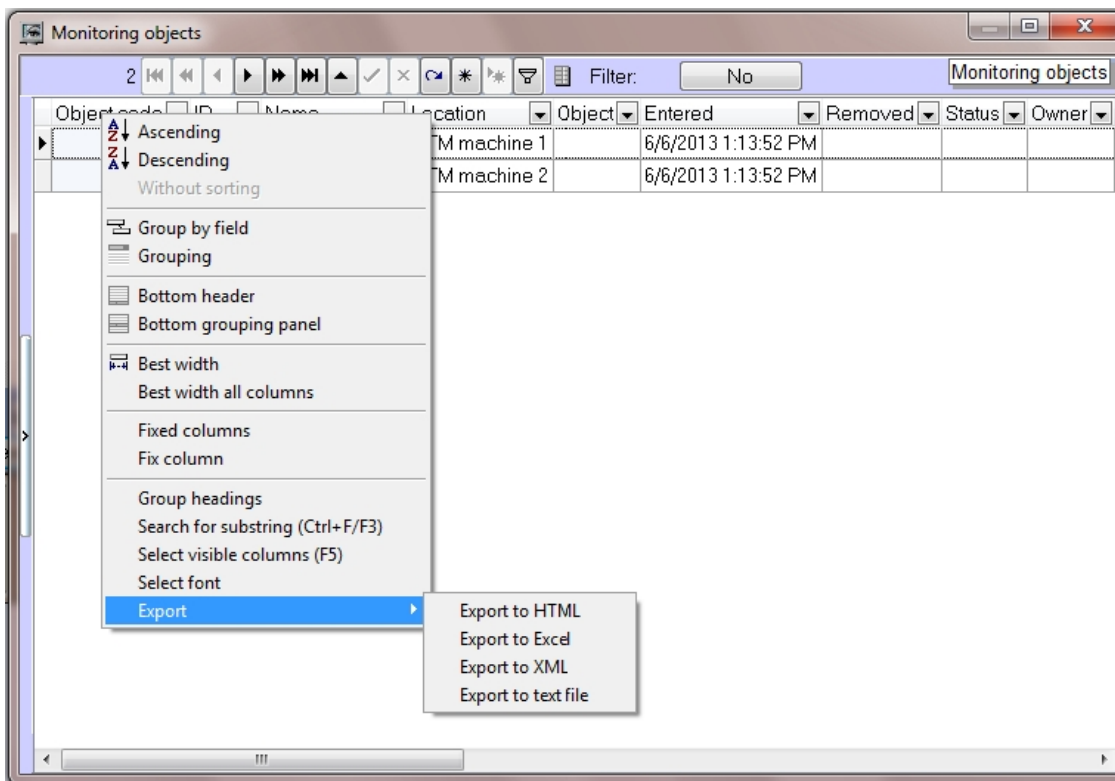 Monitoring objects
2 Filter: No Monitoring objects
Object code ID Name Location Object Entered Removed Status Owner
TM machine 1 6/6/2013 1:13:52 PM
TM machine 2 6/6/2013 1:13:52 PM
Ascending
Descending
Without sorting
Group by field
Grouping
Bottom header
Bottom grouping panel
Best width
Best width all columns
Fixed columns
Fix column
Group headings
Search for substring (Ctrl+F/F3)
Select visible columns (F5)
Select font
Export
Export to HTML
Export to Excel
Export to XML
Export to text file